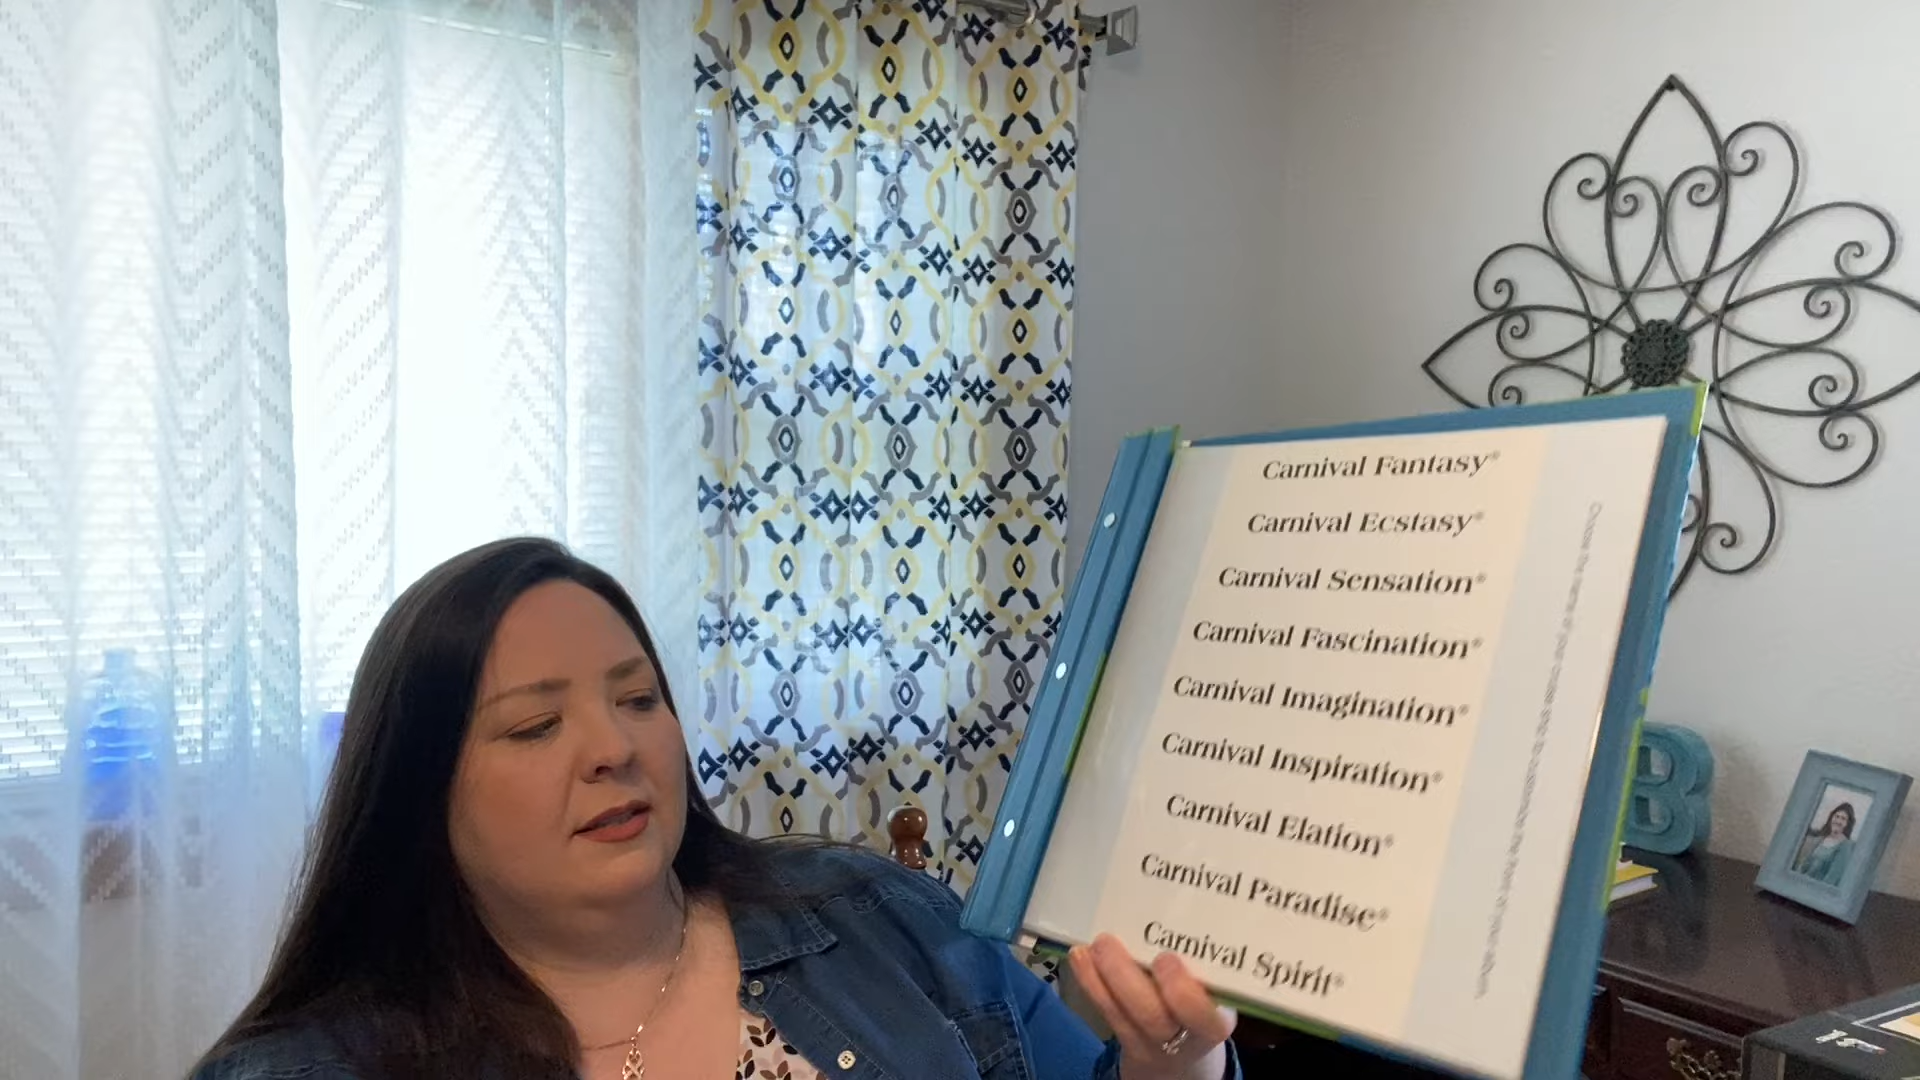 Carnival Fantasy®
Carnival Ecstasy®
Carnival Sensation®
Carnival Fascination®
Carnival Imagination®
Carnival Inspiration®
Carnival Elation®
Carnival Paradise®
Carnival Spirit®
B